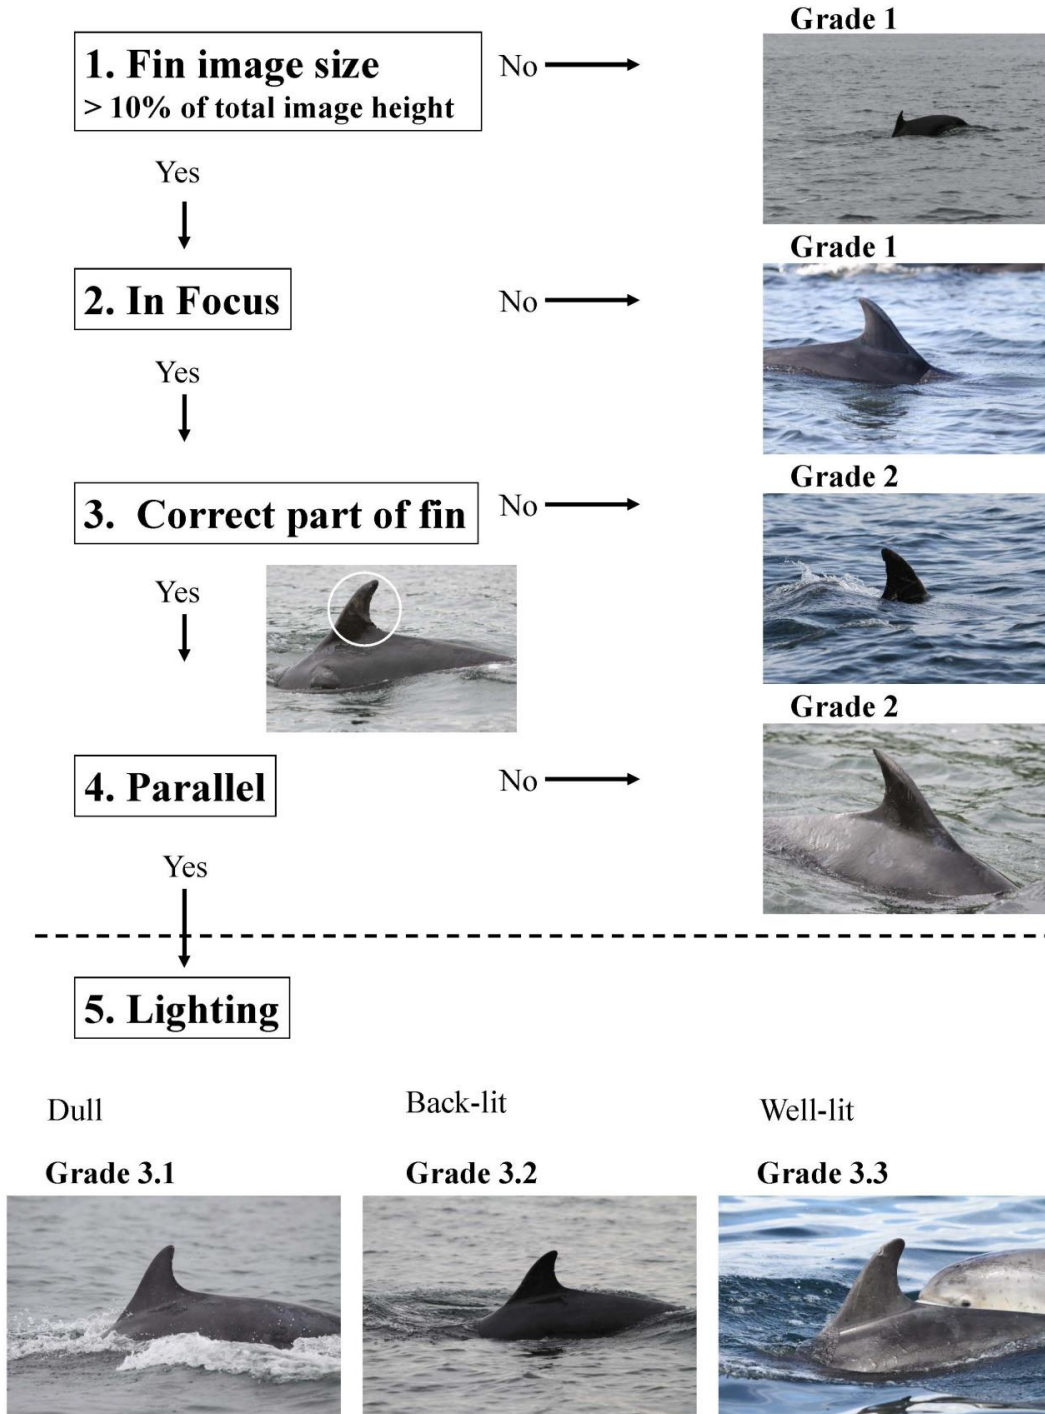 Grade 1
1. Fin image size
> 10% of total image height
No
Yes
Grade 1
2. In Focus
No
Yes
Grade 2
3. Correct part of fin
No
Yes
Grade 2
4. Parallel
No
Yes
5. Lighting
Dull
Back-lit
Well-lit
Grade 3.1
Grade 3.2
Grade 3.3